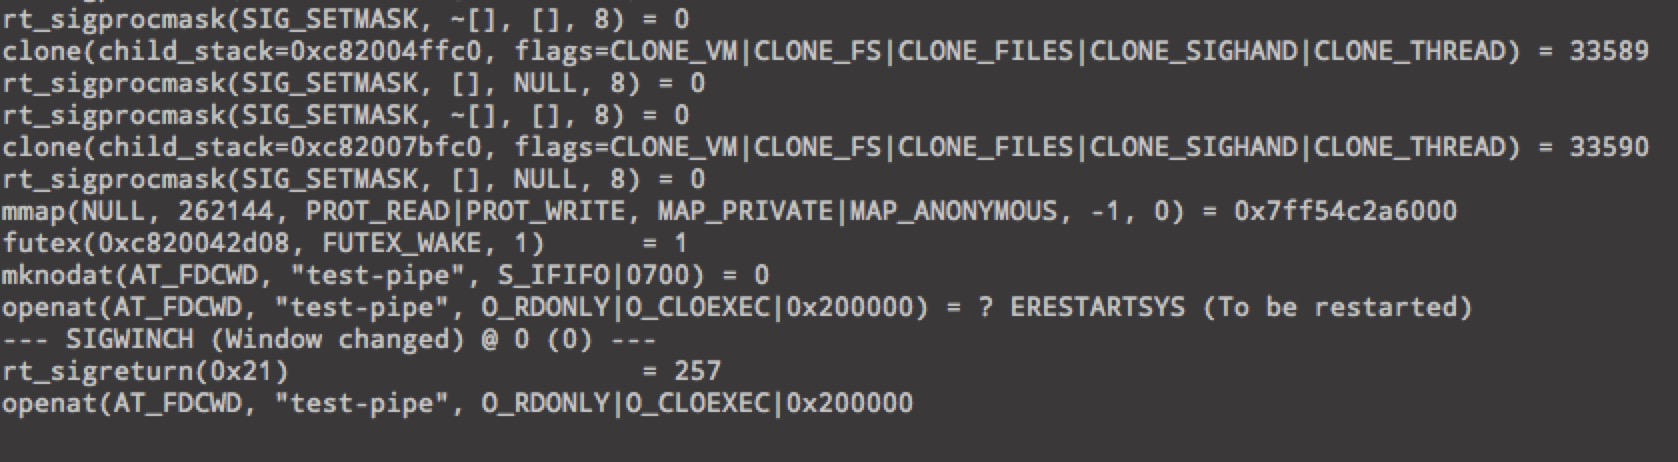 rt_sigprocmask(SIG_SETMASK, ~[], [], 8) = 0
clone(child_stack=0xc82004ffc0, flags=CLONE_VM|CLONE_FS|CLONE_FILES|CLONE_SIGHAND|CLONE_THREAD) = 33589
rt_sigprocmask(SIG_SETMASK, [], NULL, 8) = 0
rt_sigprocmask(SIG_SETMASK, ~[], [], 8) = 0
clone(child_stack=0xc82007bfc0, flags=CLONE_VM|CLONE_FS|CLONE_FILES|CLONE_SIGHAND|CLONE_THREAD) = 33590
rt_sigprocmask(SIG_SETMASK, [], NULL, 8) = 0
mmap(NULL, 262144, PROT_READ|PROT_WRITE, MAP_PRIVATE|MAP_ANONYMOUS, -1, 0) = 0x7ff54c2a6000
futex(0xc820042d08, FUTEX_WAKE, 1)      = 1
mknodat(AT_FDCWD, "test-pipe", S_IFIFO|0700) = 0
openat(AT_FDCWD, "test-pipe", O_RDONLY|O_CLOEXEC|0x200000) = ? ERESTARTSYS (To be restarted)
--- SIGWINCH (Window changed) @ 0 (0) ---
rt_sigreturn(0x21)                      = 257
openat(AT_FDCWD, "test-pipe", O_RDONLY|O_CLOEXEC|0x200000